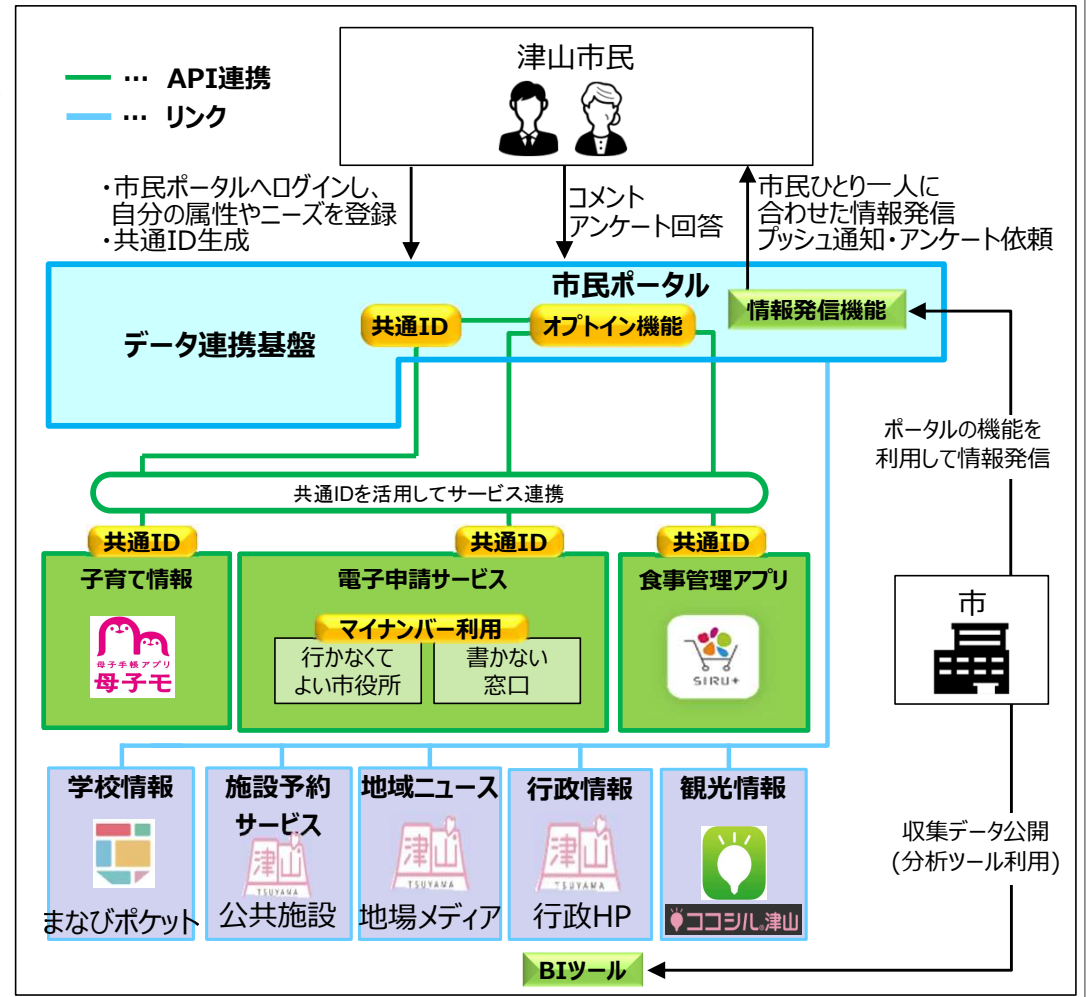 津山市民
… API連携
… リンク
・市民ポータルへログインし、
自分の属性やニーズを登録
・共通ID生成
コメント
アンケート回答
市民ひとり一人に
合わせた情報発信
プッシュ通知・アンケート依頼
市民ポータル
データ連携基盤
共通ID
オプトイン機能
情報発信機能
ポータルの機能を
利用して情報発信
共通IDを活用してサービス連携
共通ID
子育て情報
母子手帳アプリ
母子モ
共通ID
電子申請サービス
マイナンバー利用
行かなくて
よい市役所
書かない
窓口
共通ID
食事管理アプリ
SIRU+
市
学校情報
まなびポケット
施設予約
サービス
津山
TSUYAMA
公共施設
地域ニュース
津山
TSUYAMA
地場メディア
行政情報
津山
TSUYAMA
行政HP
観光情報
ココシル®津山
収集データ公開
(分析ツール利用)
BIツール